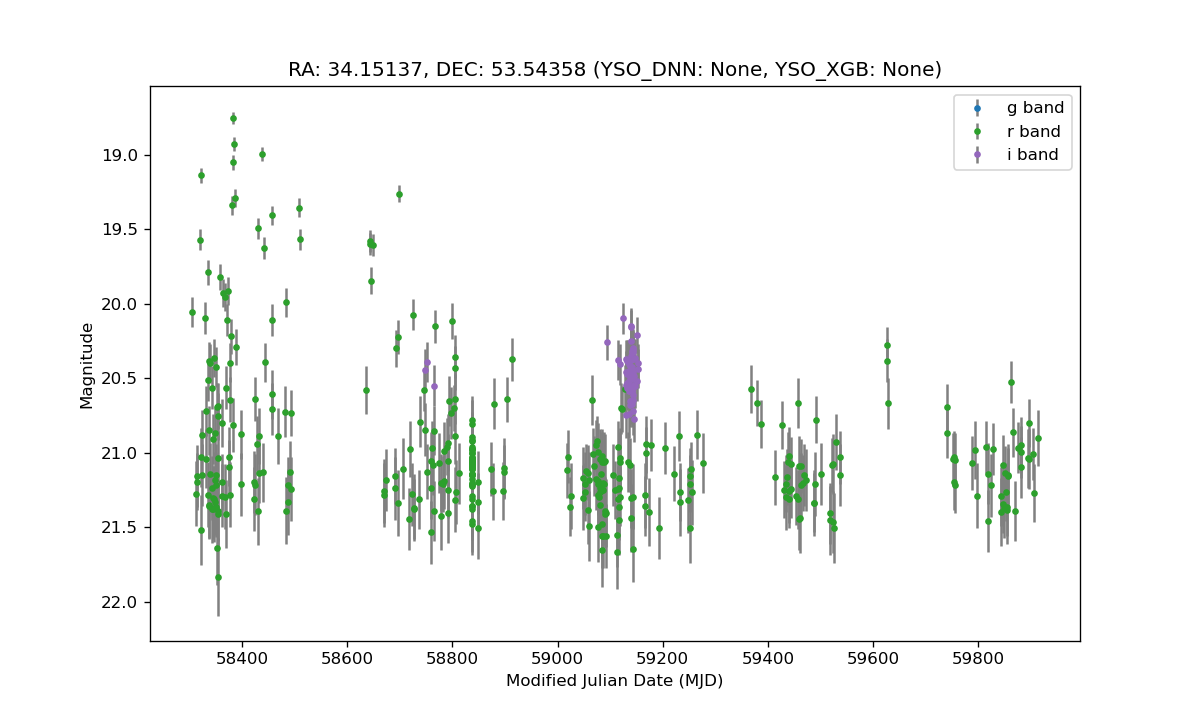 RA: 34.15137, DEC: 53.54358 (YSO_DNN: None, YSO_XGB: None)
g band
r band
i band
19.0
19.5
20.0
20.5
21.0
21.5
22.0
Magnitude
58400 58600 58800 59000 59200 59400 59600 59800
Modified Julian Date (MJD)